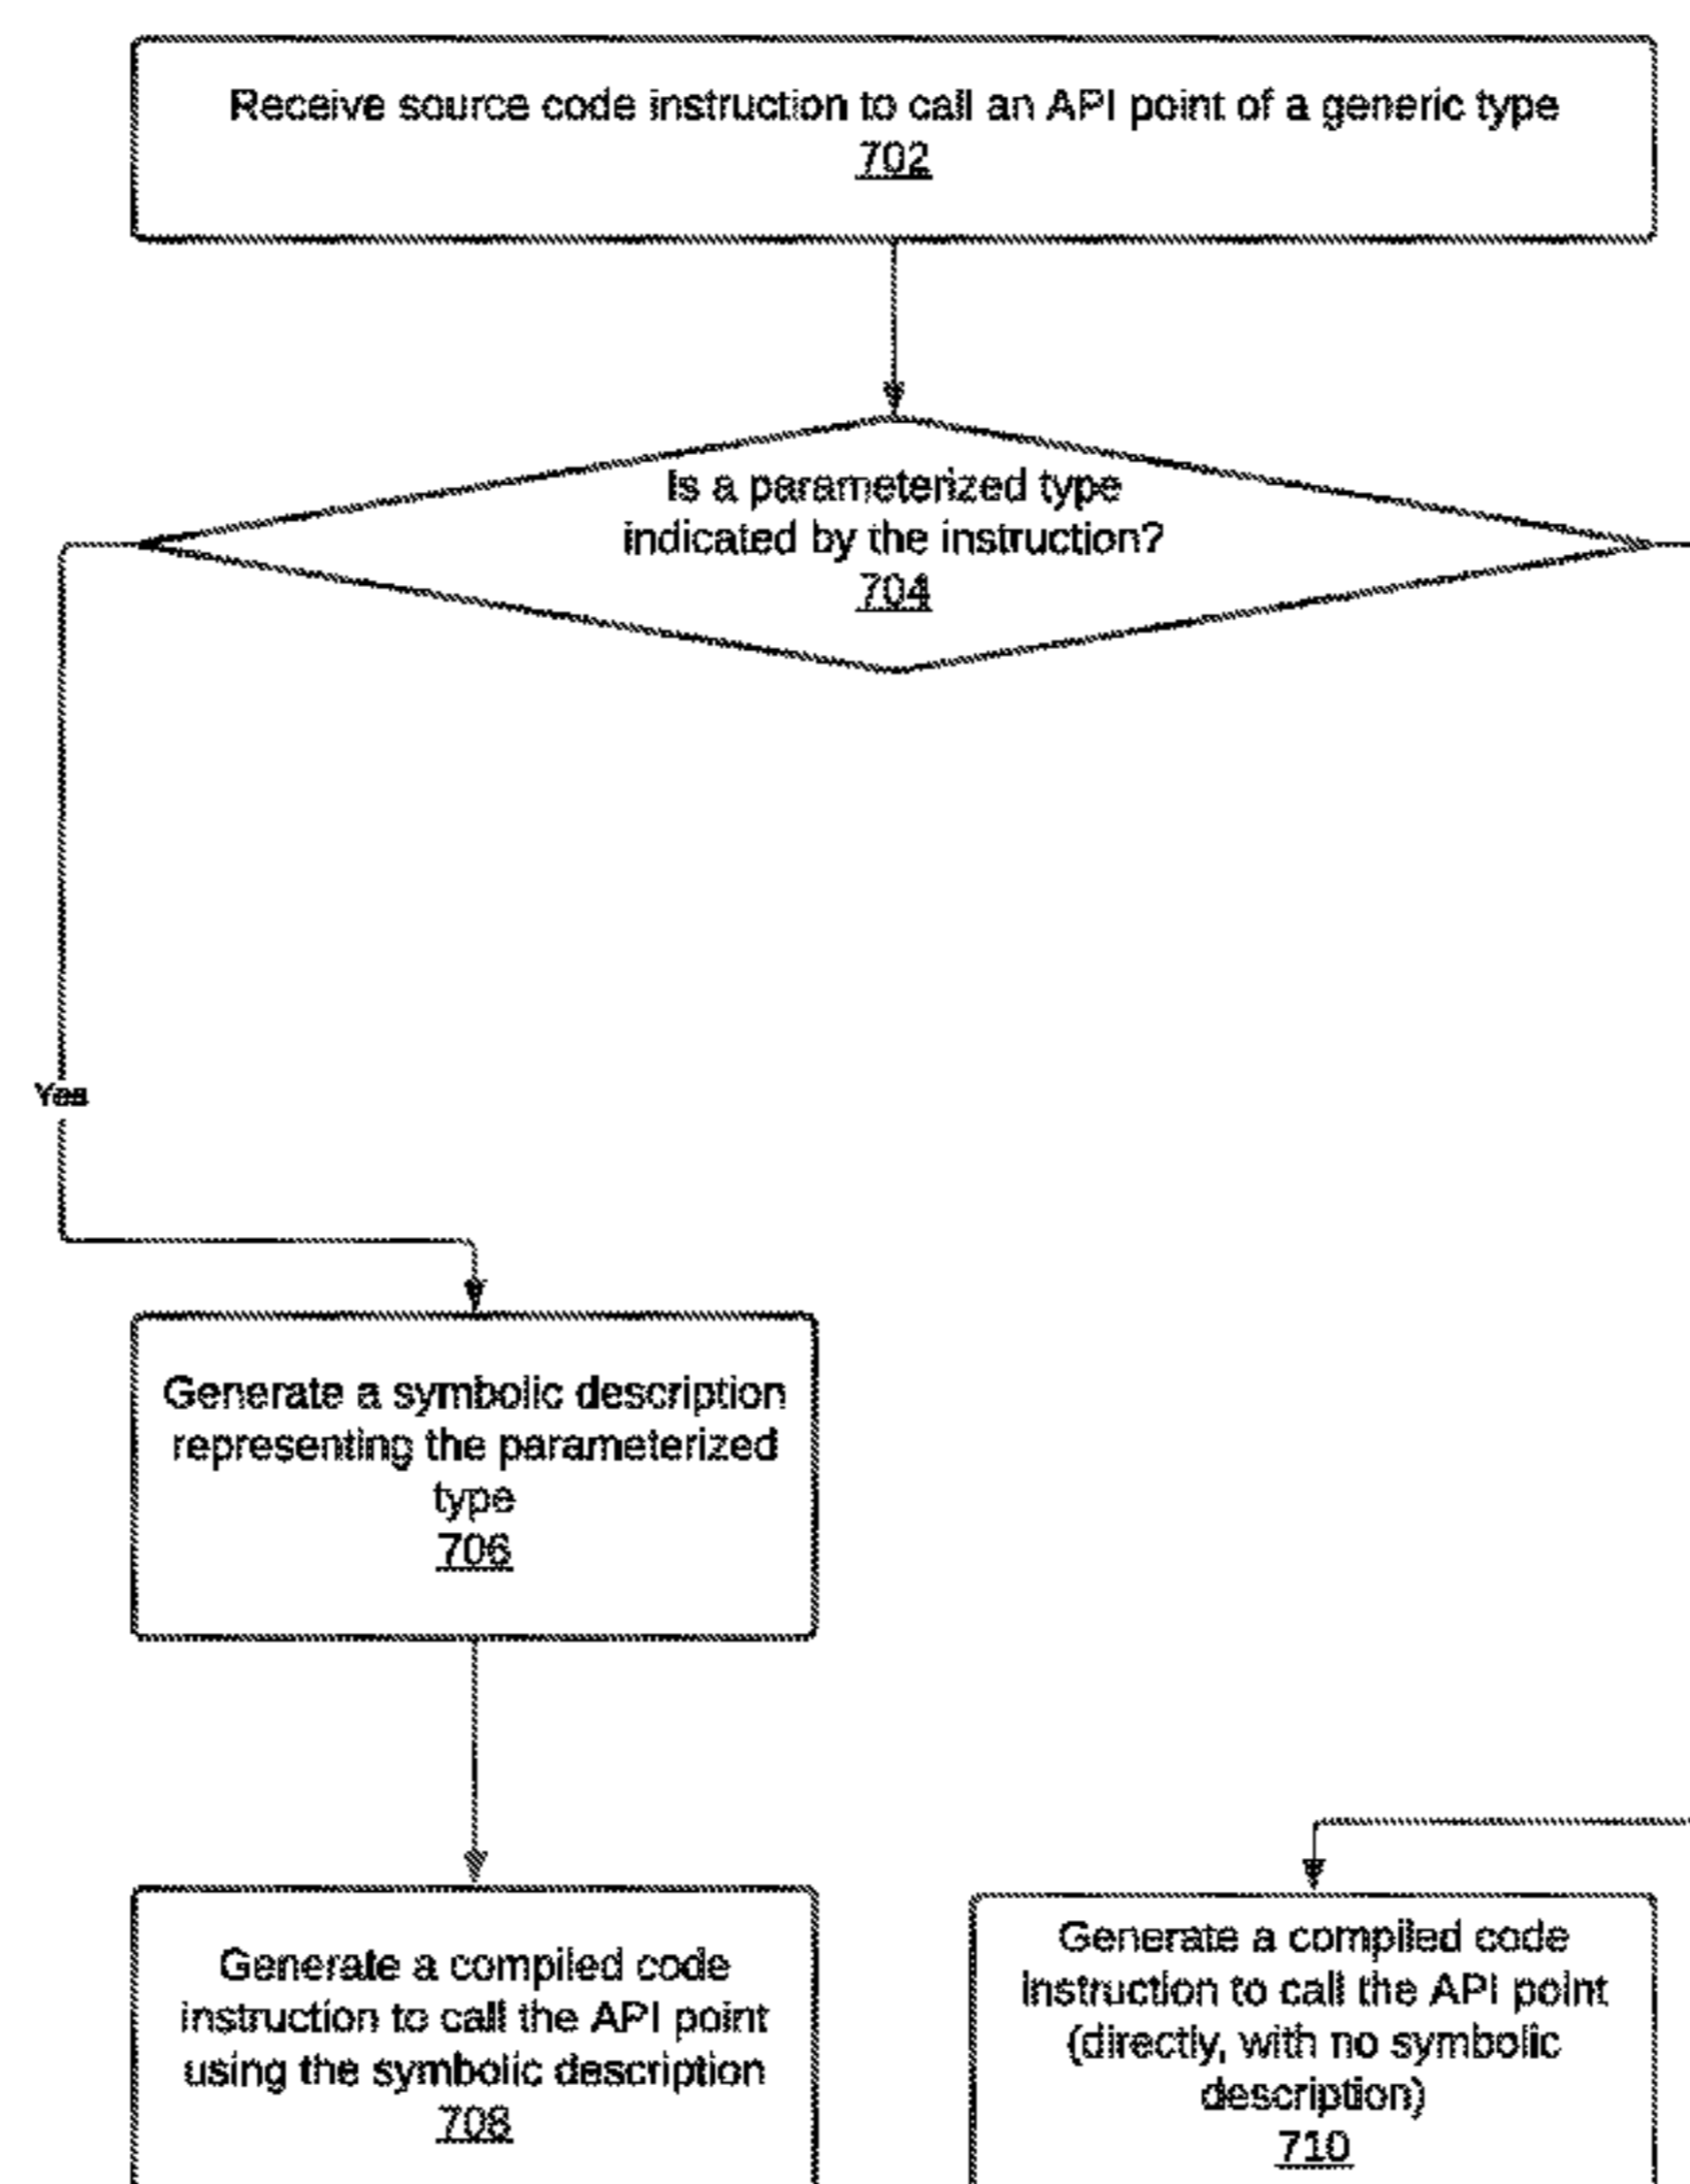 Receive source code instruction to call an API point of a generic type
702
Is a parameterized type
indicated by the instruction?
704
Yes
Generate a symbolic description
representing the parameterized
type
706
Generate a compiled code
instruction to call the API point
using the symbolic description
708
Generate a compiled code
instruction to call the API point
(directly, with no symbolic
description)
710